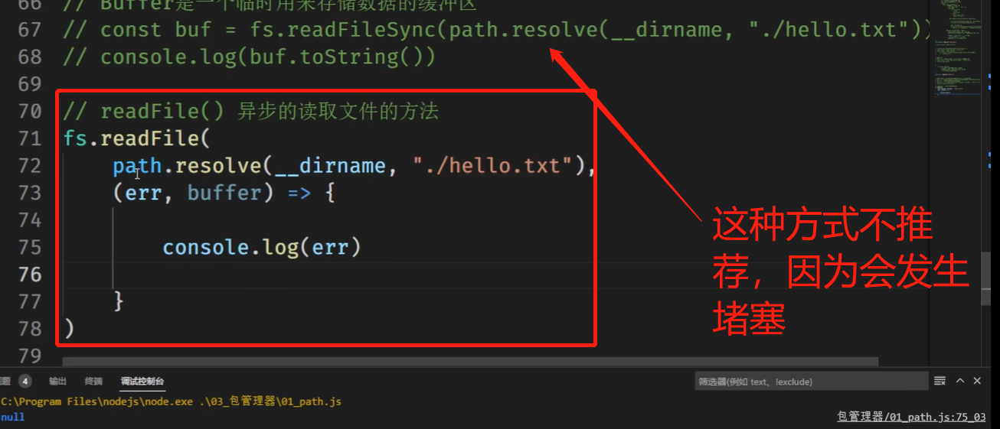 66 // Buffer是一个临时用来存储数据的缓冲区
67 // const buf = fs.readFileSync(path.resolve(__dirname, "./hello.txt"))
68 // console.log(buf.toString())
69
70 // readFile() 异步的读取文件的方法
71 fs.readFile(
72 path.resolve(__dirname, "./hello.txt"),
73 (err, buffer) => {
74
75 console.log(err)
76
77 }
78 )
79
这种方式不推
荐，因为会发生
堵塞
题 4 输出 终端 调试控制台 筛选器(例如 text、!exclude)
C:\Program Files\nodejs\node.exe .\03_包管理器\01_path.js
null 包管理器/01_path.js:75_03